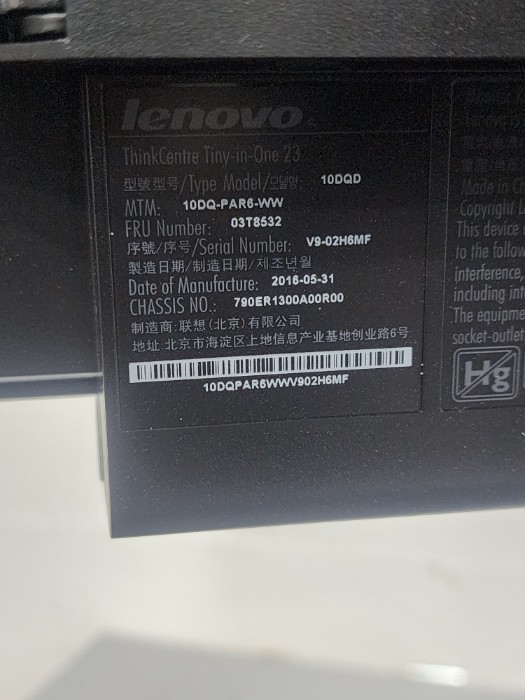 lenovo
ThinkCentre Tiny-in-One 23
型號型号/Type Model/모델명: 10DQD
MTM: 10DQ-PAR6-WW
FRU Number: 03T8532
序號/序号/Serial Number: V9-02H6MF
製造日期/制造日期/제조년월
Date of Manufacture: 2016-05-31
CHASSIS NO.: 790ER1300A00R00
制造商:联想(北京)有限公司
地址:北京市海淀区上地信息产业基地创业路6号
10DQPAR6WWV902H6MF
Made in C
Copyright
This device
to the follow
interference,
including int
The equipme
socket-outlet
Hg